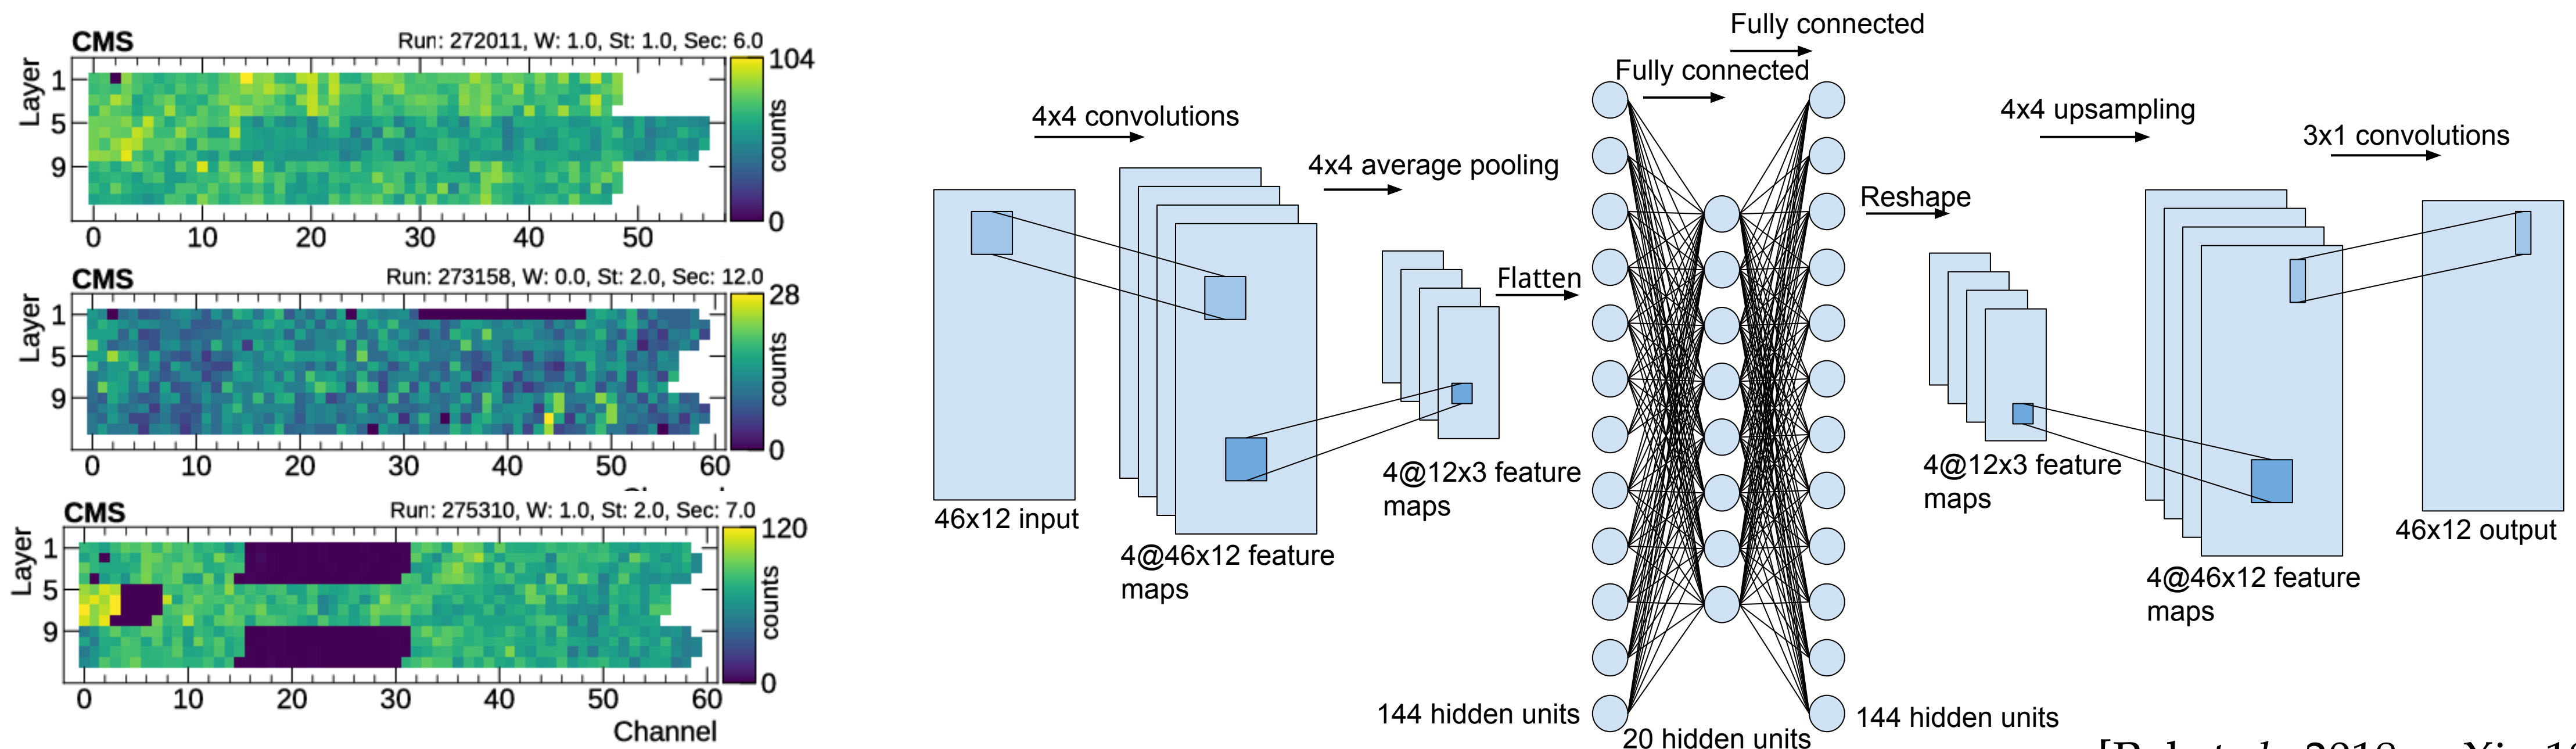 CMS
Run: 272011, W: 1.0, St: 1.0, Sec: 6.0
104
Layer
1
5
9
counts
0
0 10 20 30 40 50
CMS
Run: 273158, W: 0.0, St: 2.0, Sec: 12.0
28
Layer
1
5
9
counts
0
0 10 20 30 40 50 60
CMS
Run: 275310, W: 1.0, St: 2.0, Sec: 7.0
120
Layer
1
5
9
counts
0
0 10 20 30 40 50 60
Channel
46x12 input
4x4 convolutions
4@46x12 feature
maps
4x4 average pooling
4@12x3 feature
maps
Flatten
Fully connected
Fully connected
144 hidden units
20 hidden units
144 hidden units
Reshape
4@12x3 feature
maps
4x4 upsampling
4@46x12 feature
maps
3x1 convolutions
46x12 output